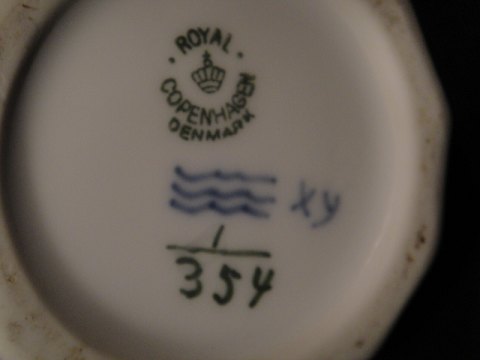 ROYAL
COPENHAGEN
DENMARK
xy
1
354